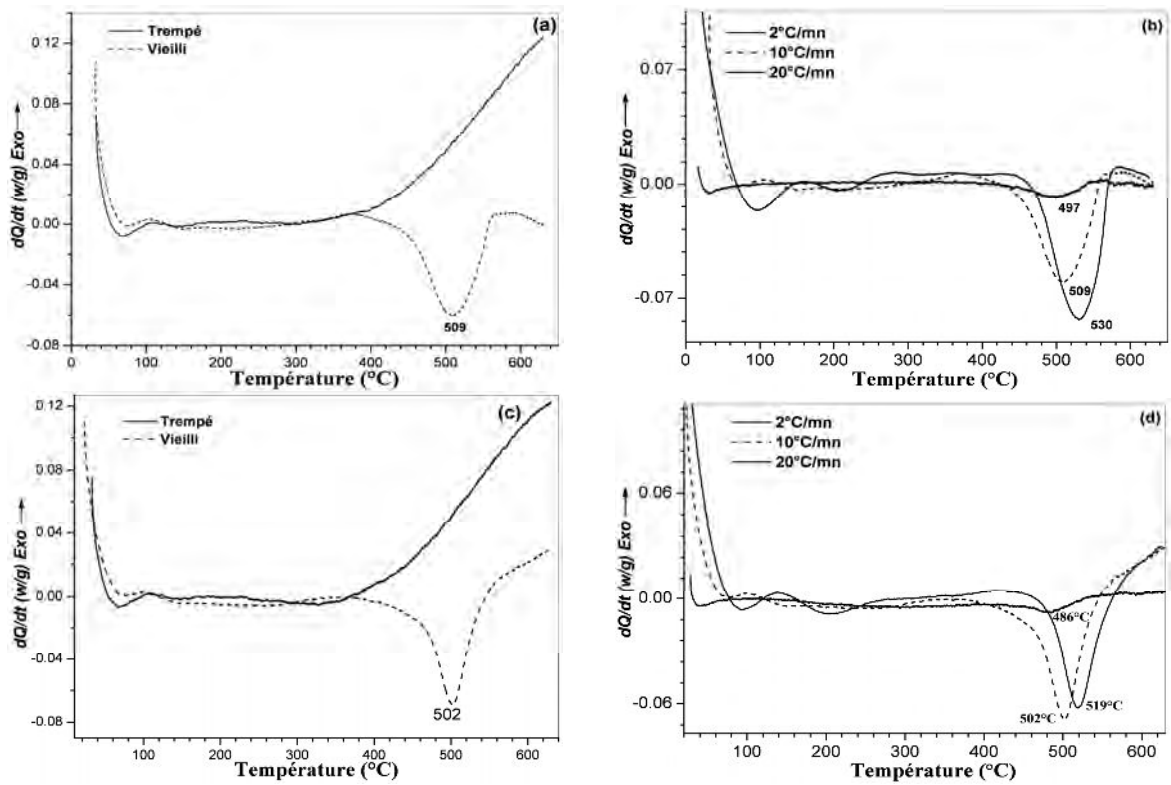 (a)
Trempé
Vieilli
0.12
0.08
0.04
0.00
-0.04
-0.08
dQ/dt (w/g) Exo
509
0 100 200 300 400 500 600
Température (°C)
(b)
2°C/mn
10°C/mn
20°C/mn
0.07
0.00
-0.07
dQ/dt (w/g) Exo
497
509
530
0 100 200 300 400 500 600
Température (°C)
(c)
Trempé
Vieilli
0.12
0.08
0.04
0.00
-0.04
-0.08
dQ/dt (w/g) Exo
502
100 200 300 400 500 600
Température (°C)
(d)
2°C/mn
10°C/mn
20°C/mn
0.06
0.00
-0.06
dQ/dt (w/g) Exo
486°C
502°C
519°C
100 200 300 400 500 600
Température (°C)